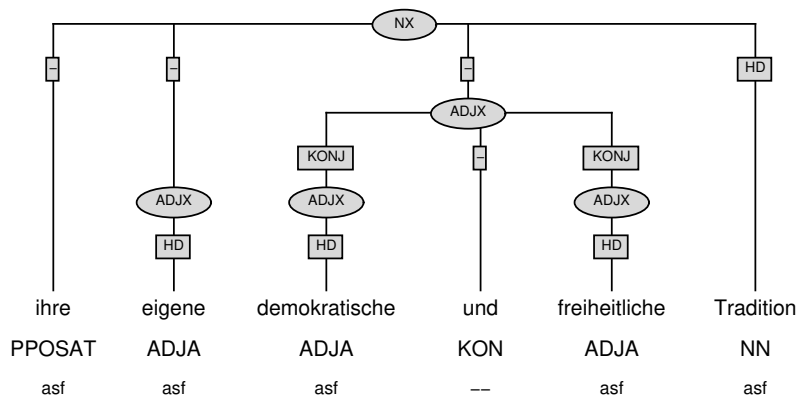 NX
– – – HD
ADJX
KONJ – KONJ
ADJX ADJX ADJX
HD HD HD
ihre eigene demokratische und freiheitliche Tradition
PPOSAT ADJA ADJA KON ADJA NN
asf asf asf −− asf asf